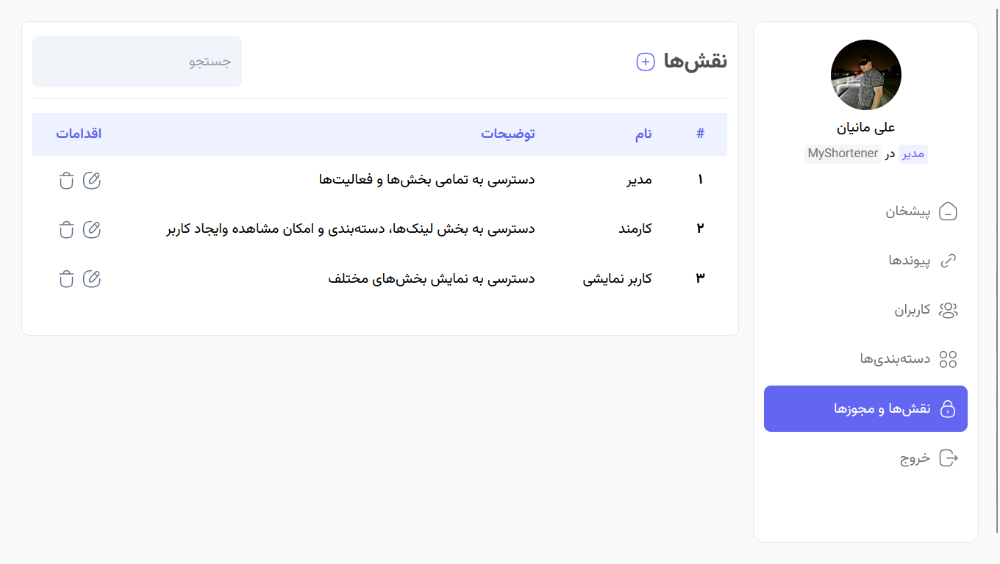 علی مانیان
مدیر در MyShortener
پیشخان
پیوندها
کاربران
دسته‌بندی‌ها
نقش‌ها و مجوزها
خروج
نقش‌ها
جستجو
# نام توضیحات اقدامات
۱ مدیر دسترسی به تمامی بخش‌ها و فعالیت‌ها
۲ کارمند دسترسی به بخش لینک‌ها، دسته‌بندی و امکان مشاهده وایجاد کاربر
۳ کاربر نمایشی دسترسی به نمایش بخش‌های مختلف